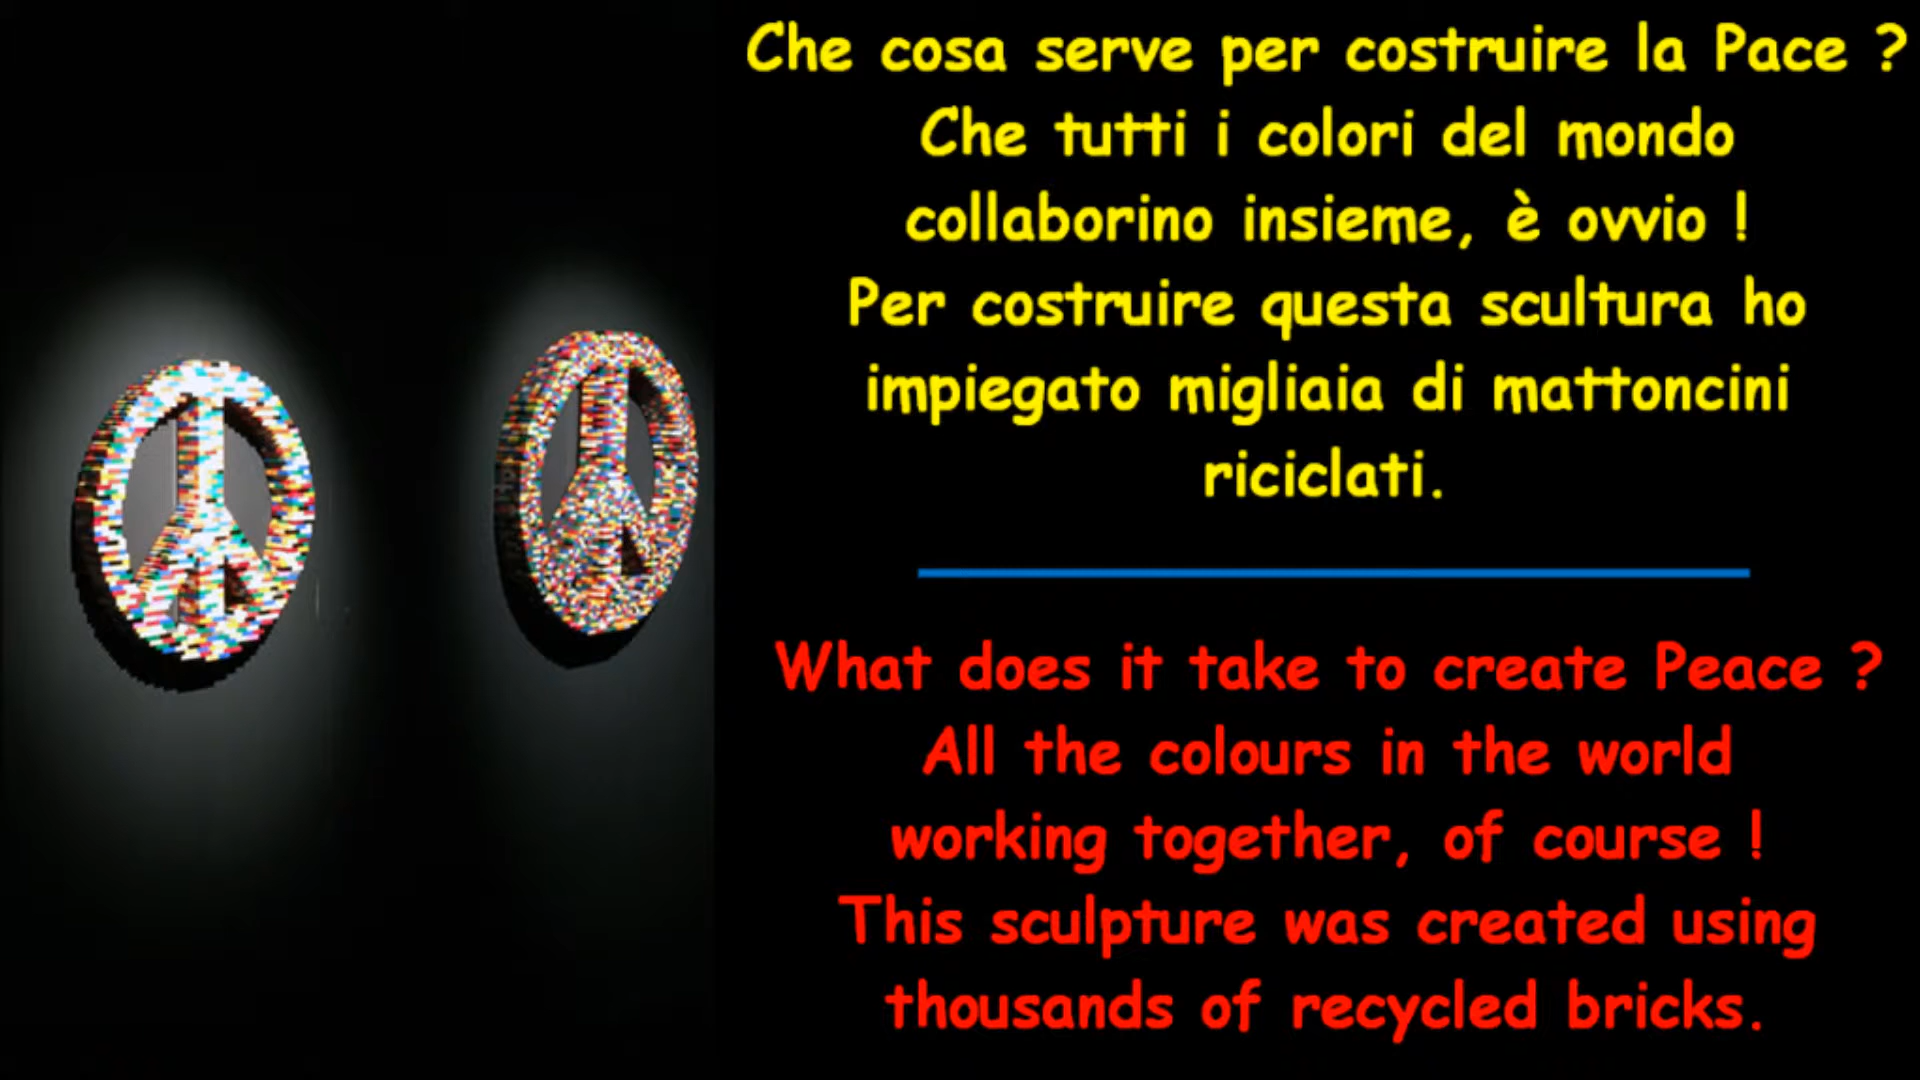 Che cosa serve per costruire la Pace ?
Che tutti i colori del mondo
collaborino insieme, è ovvio !
Per costruire questa scultura ho
impiegato migliaia di mattoncini
riciclati.
What does it take to create Peace ?
All the colours in the world
working together, of course !
This sculpture was created using
thousands of recycled bricks.